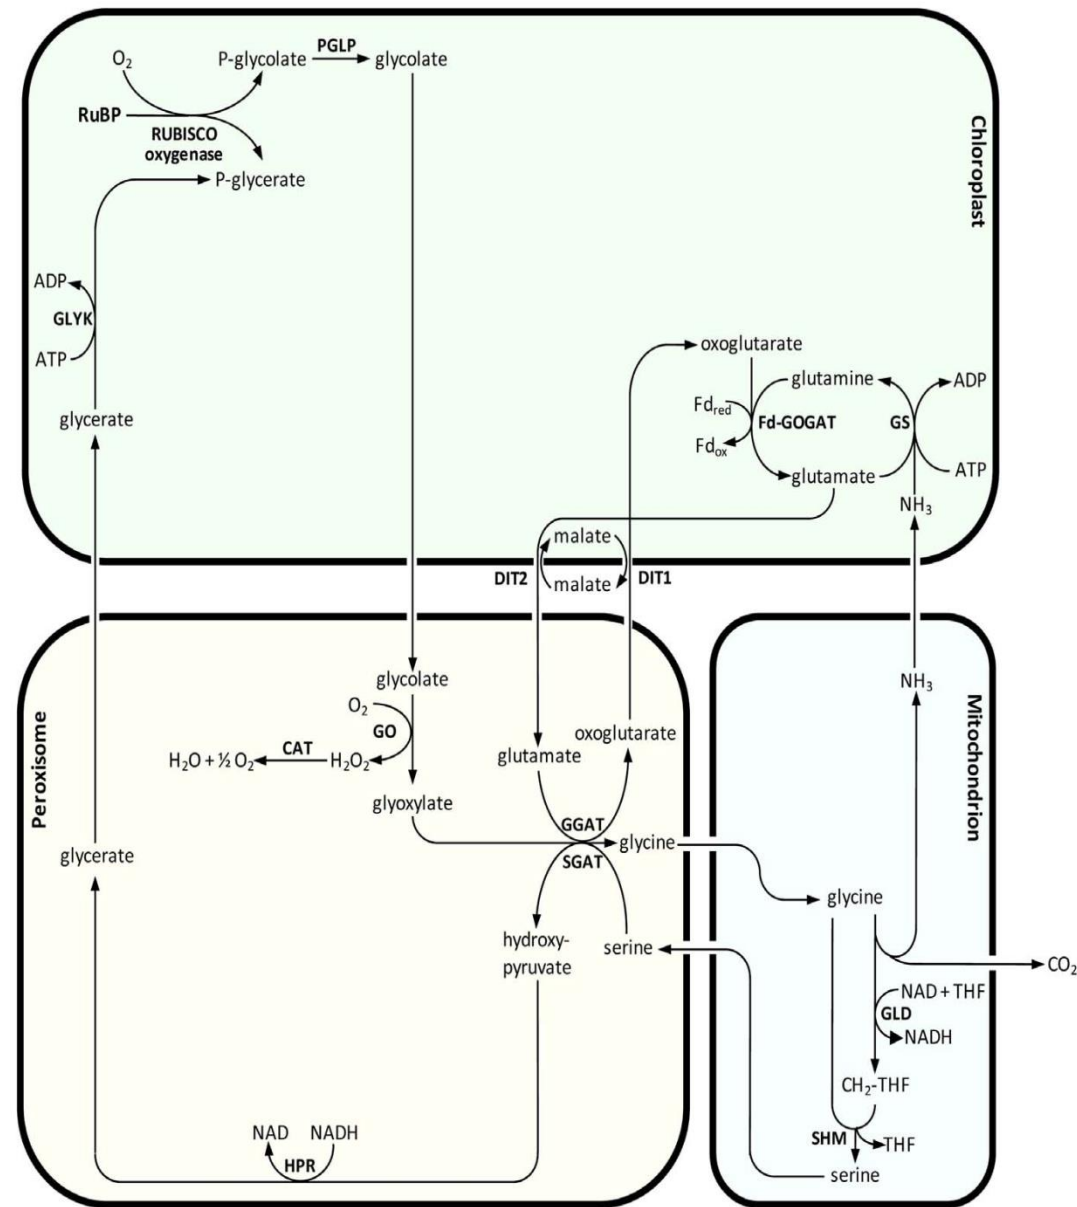 O₂
P-glycolate
PGLP
glycolate
RuBP
RUBISCO
oxygenase
P-glycerate
Chloroplast
ADP
GLYK
ATP
glycerate
oxoglutarate
glutamine
ADP
Fd_red
Fd-GOGAT
GS
Fd_ox
glutamate
ATP
NH₃
malate
DIT2
malate
DIT1
Peroxisome
glycolate
O₂
GO
CAT
H₂O + ½ O₂
H₂O₂
glyoxylate
glutamate
oxoglutarate
GGAT
SGAT
glycine
glycerate
hydroxy-
pyruvate
serine
NAD
NADH
HPR
Mitochondrion
NH₃
glycine
CO₂
NAD + THF
GLD
NADH
CH₂-THF
SHM
THF
serine